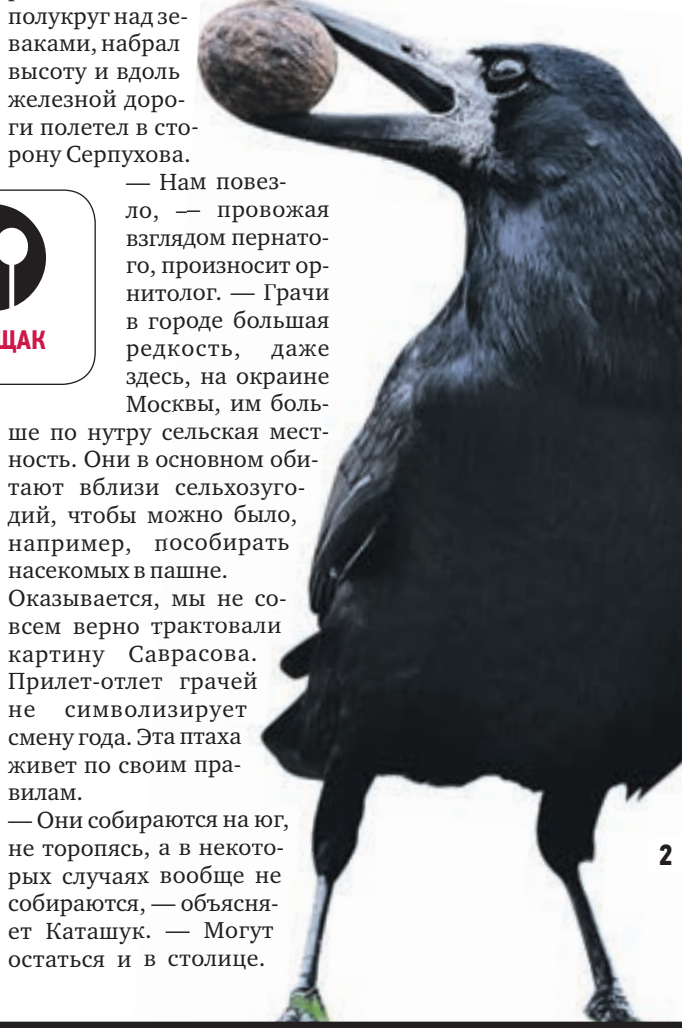 полукруг над зе-
ваками, набрал
высоту и вдоль
железной доро-
ги полетел в сто-
рону Серпухова.
— Нам повез-
ло, — провожая
взглядом пернато-
го, произносит ор-
нитолог. — Грачи
в городе большая
редкость, даже
здесь, на окраине
Москвы, им боль-
ше по нутру сельская мест-
ность. Они в основном оби-
тают вблизи сельхозуго-
дий, чтобы можно было,
например, пособирать
насекомых в пашне.
Оказывается, мы не со-
всем верно трактовали
картину Саврасова.
Прилет-отлет грачей
не символизирует
смену года. Эта птаха
живет по своим пра-
вилам.
— Они собираются на юг,
не торопясь, а в некото-
рых случаях вообще не
собираются, — объясня-
ет Каташук. — Могут
остаться и в столице.
ЩАК
2